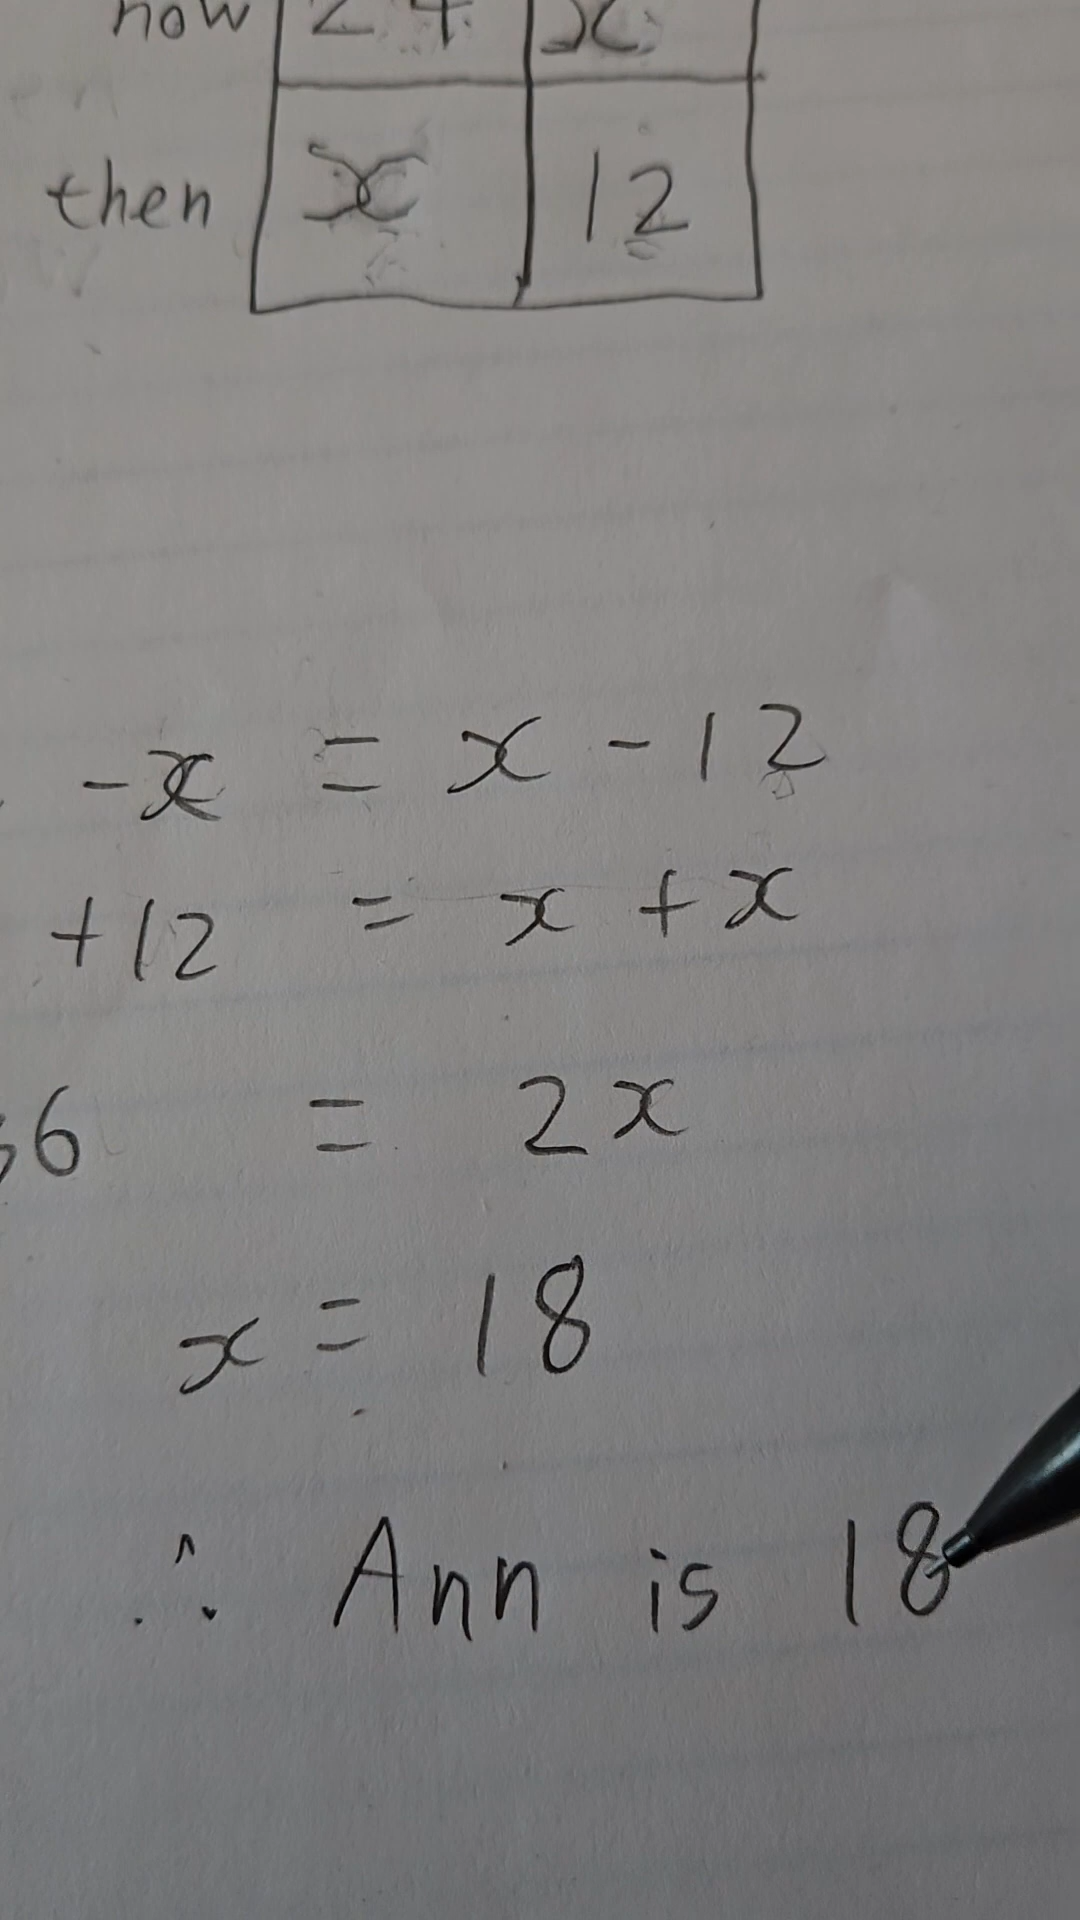 now 24 x
then x 12
-x = x - 12
+12 = x + x
6 = 2x
x = 18
∴ Ann is 18